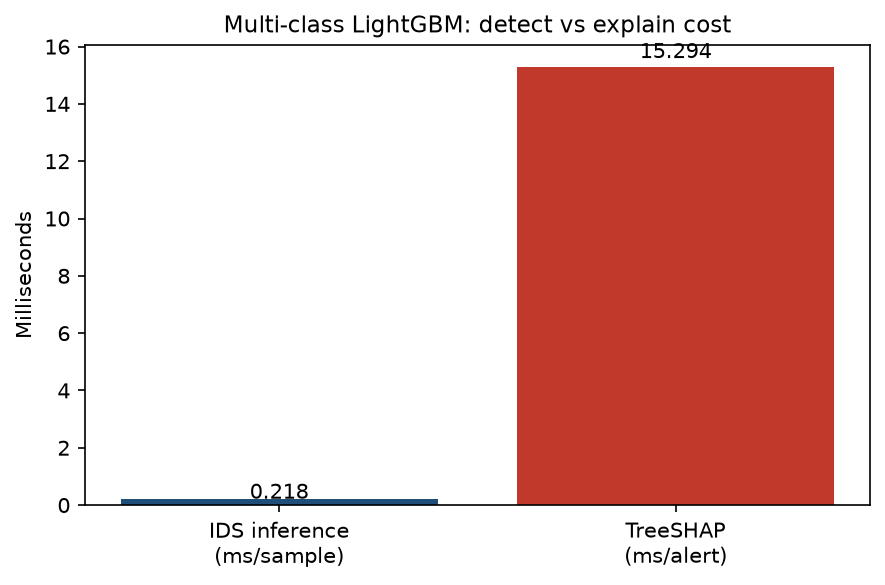 Multi-class LightGBM: detect vs explain cost
Milliseconds
16
14
12
10
8
6
4
2
0
0.218
15.294
IDS inference
(ms/sample)
TreeSHAP
(ms/alert)